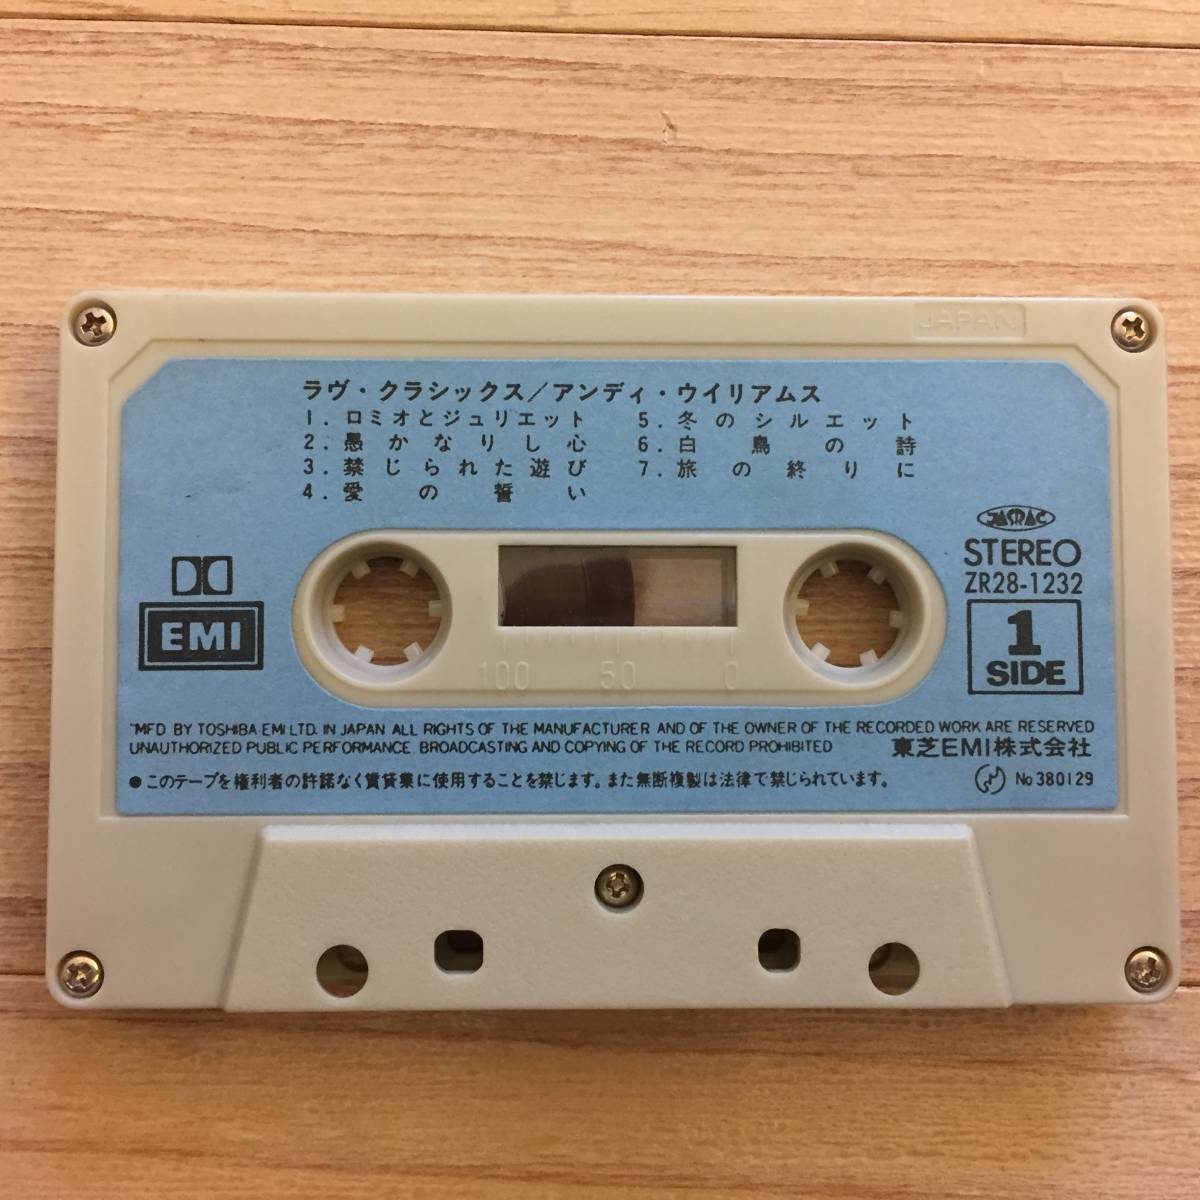 JAPAN
ラヴ・クラシックス／アンディ・ウイリアムス
1. ロミオとジュリエット
2. 愚かなりし心
3. 禁じられた遊び
4. 愛の誓い
5. 冬のシルエット
6. 白鳥の詩
7. 旅の終りに
JASRAC
STEREO
ZR28-1232
1
SIDE
EMI
100 50 0
"MFD BY TOSHIBA EMI LTD. IN JAPAN ALL RIGHTS OF THE MANUFACTURER AND OF THE OWNER OF THE RECORDED WORK ARE RESERVED
UNAUTHORIZED PUBLIC PERFORMANCE BROADCASTING AND COPYING OF THE RECORD PROHIBITED 東芝EMI株式会社
●このテープを権利者の許諾なく賃貸業に使用することを禁じます。また無断複製は法律で禁じられています。 No 380129